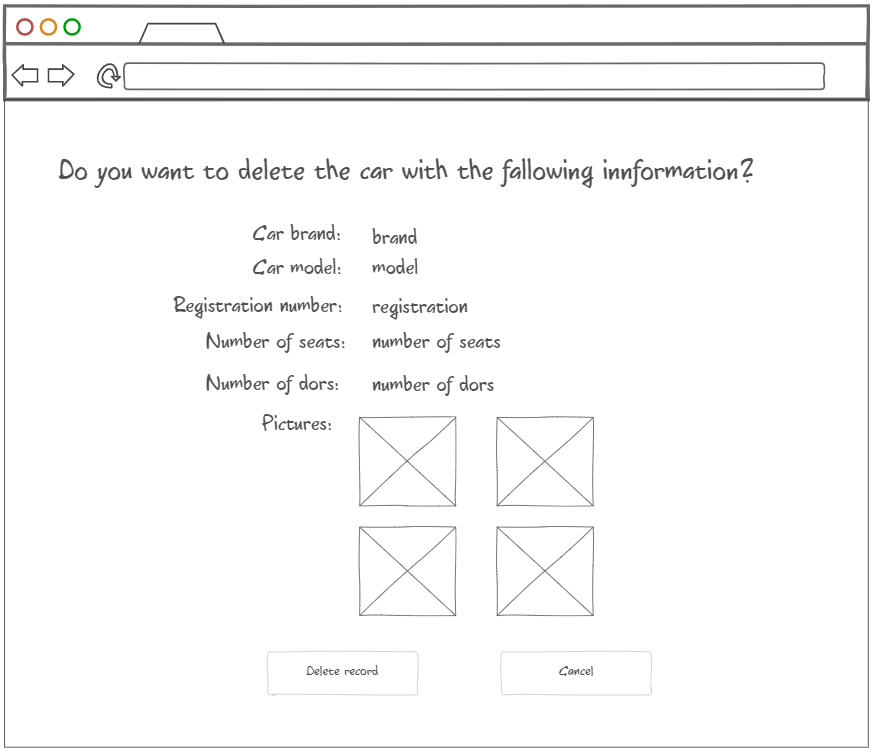 Do you want to delete the car with the fallowing innformation?
Car brand: brand
Car model: model
Registration number: registration
Number of seats: number of seats
Number of dors: number of dors
Pictures:
Delete record
Cancel